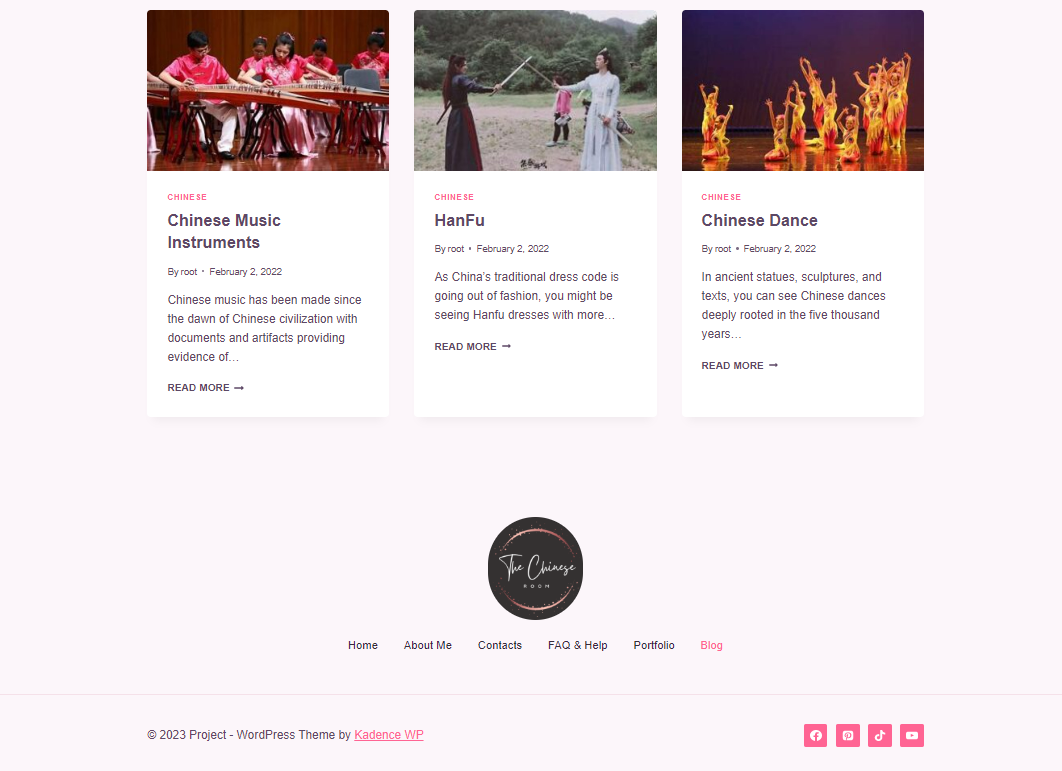 CHINESE
Chinese Music
Instruments
By root • February 2, 2022
Chinese music has been made since
the dawn of Chinese civilization with
documents and artifacts providing
evidence of…
READ MORE →
CHINESE
HanFu
By root • February 2, 2022
As China’s traditional dress code is
going out of fashion, you might be
seeing Hanfu dresses with more…
READ MORE →
CHINESE
Chinese Dance
By root • February 2, 2022
In ancient statues, sculptures, and
texts, you can see Chinese dances
deeply rooted in the five thousand
years…
READ MORE →
The Chinese
ROOM
Home About Me Contacts FAQ & Help Portfolio Blog
© 2023 Project - WordPress Theme by Kadence WP